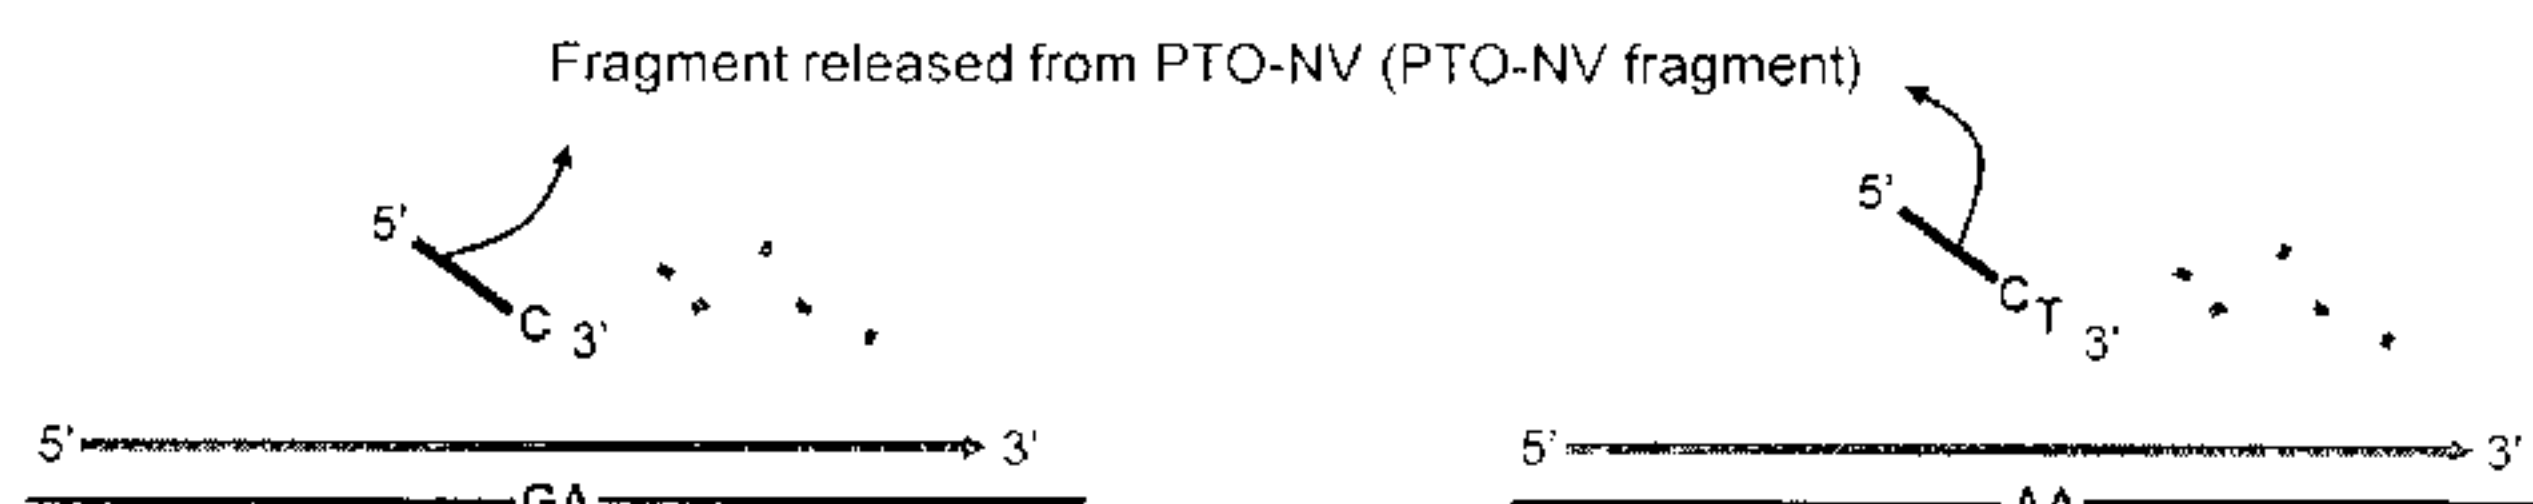 Fragment released from PTO-NV (PTO-NV fragment)
5'
C 3'
5'
CT 3'
5' 3'
5' 3'
GA
AA